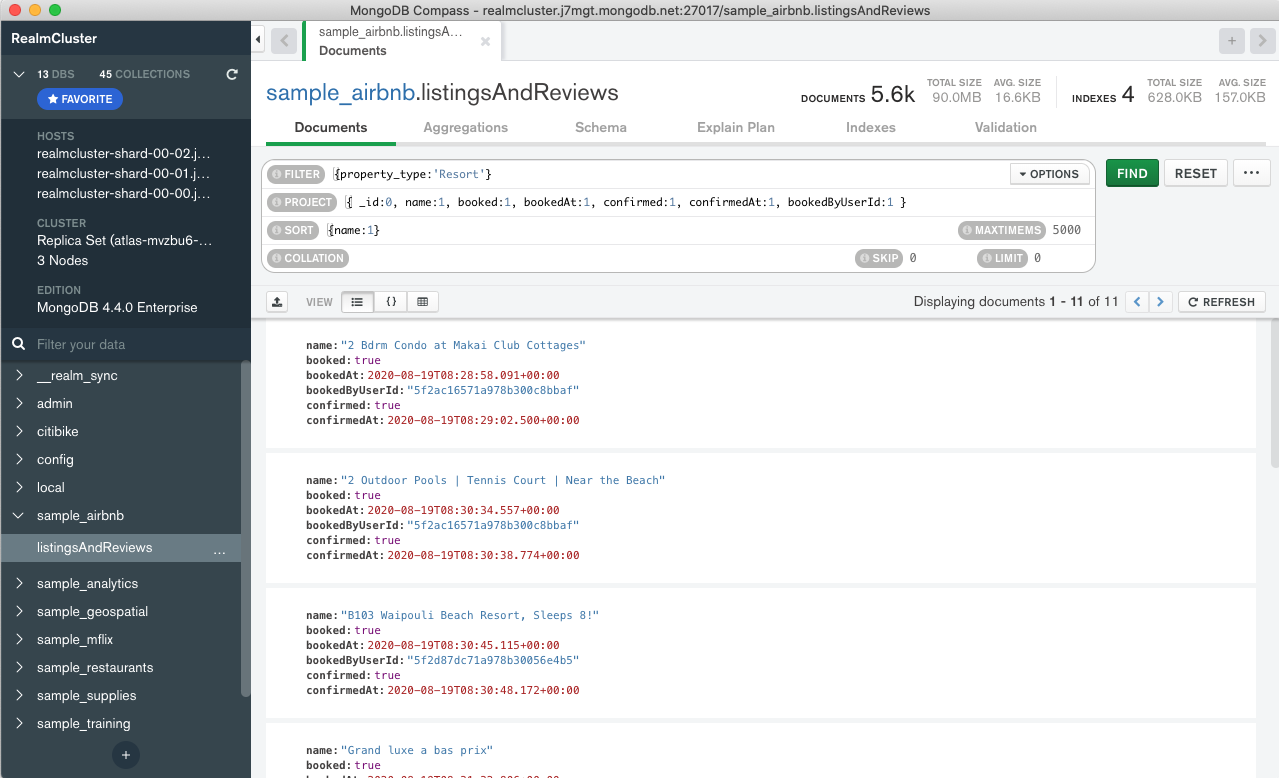 MongoDB Compass - realmcluster.j7mgt.mongodb.net:27017/sample_airbnb.listingsAndReviews
RealmCluster
13 DBS 45 COLLECTIONS
FAVORITE
HOSTS
realmcluster-shard-00-02.j...
realmcluster-shard-00-01.j...
realmcluster-shard-00-00.j...
CLUSTER
Replica Set (atlas-mvzbu6-...
3 Nodes
EDITION
MongoDB 4.4.0 Enterprise
Filter your data
__realm_sync
admin
citibike
config
local
sample_airbnb
listingsAndReviews ...
sample_analytics
sample_geospatial
sample_mflix
sample_restaurants
sample_supplies
sample_training
+
sample_airbnb.listingsA...
Documents
+
sample_airbnb.listingsAndReviews
DOCUMENTS 5.6k
TOTAL SIZE 90.0MB
AVG. SIZE 16.6KB
INDEXES 4
TOTAL SIZE 628.0KB
AVG. SIZE 157.0KB
Documents Aggregations Schema Explain Plan Indexes Validation
FILTER {property_type:'Resort'} OPTIONS
FIND RESET ...
PROJECT { _id:0, name:1, booked:1, bookedAt:1, confirmed:1, confirmedAt:1, bookedByUserId:1 }
SORT {name:1} MAXTIMEMS 5000
COLLATION SKIP 0 LIMIT 0
VIEW {} Displaying documents 1 - 11 of 11 REFRESH
name:"2 Bdrm Condo at Makai Club Cottages"
booked:true
bookedAt:2020-08-19T08:28:58.091+00:00
bookedByUserId:"5f2ac16571a978b300c8bbaf"
confirmed:true
confirmedAt:2020-08-19T08:29:02.500+00:00
name:"2 Outdoor Pools | Tennis Court | Near the Beach"
booked:true
bookedAt:2020-08-19T08:30:34.557+00:00
bookedByUserId:"5f2ac16571a978b300c8bbaf"
confirmed:true
confirmedAt:2020-08-19T08:30:38.774+00:00
name:"B103 Waipouli Beach Resort, Sleeps 8!"
booked:true
bookedAt:2020-08-19T08:30:45.115+00:00
bookedByUserId:"5f2d87dc71a978b30056e4b5"
confirmed:true
confirmedAt:2020-08-19T08:30:48.172+00:00
name:"Grand luxe a bas prix"
booked:true